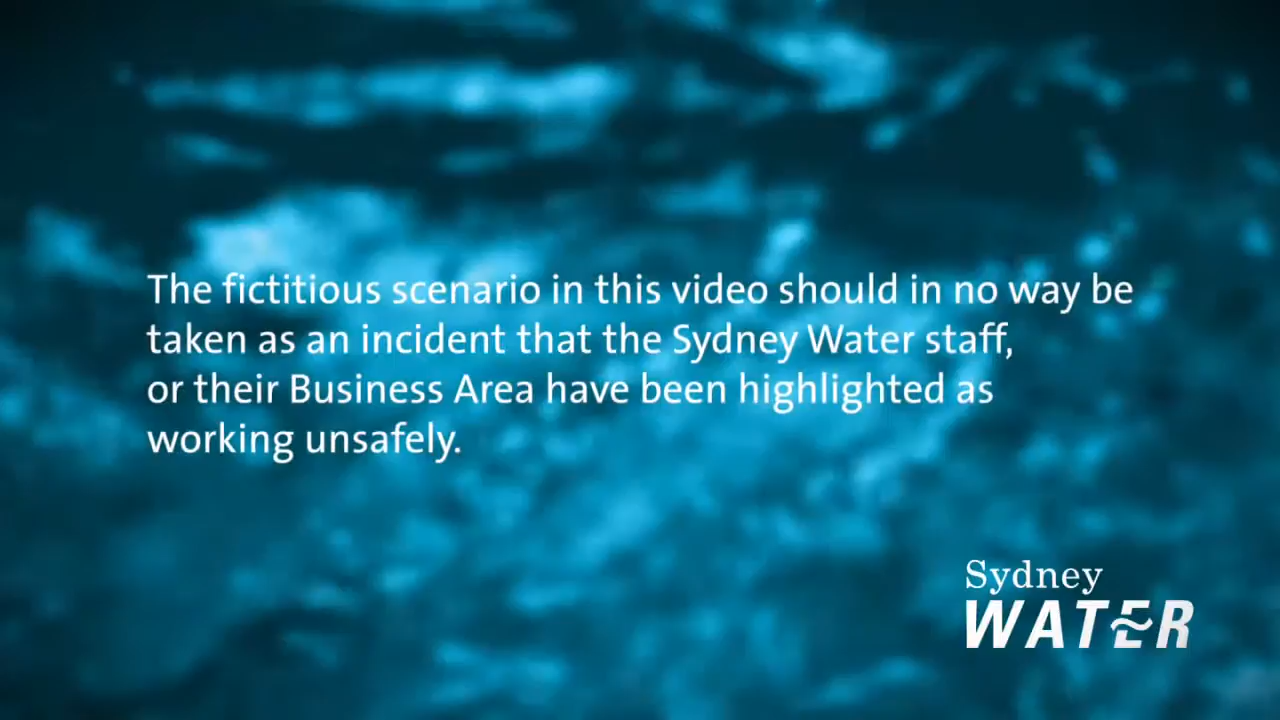 The fictitious scenario in this video should in no way be
taken as an incident that the Sydney Water staff,
or their Business Area have been highlighted as
working unsafely.
Sydney
WATER